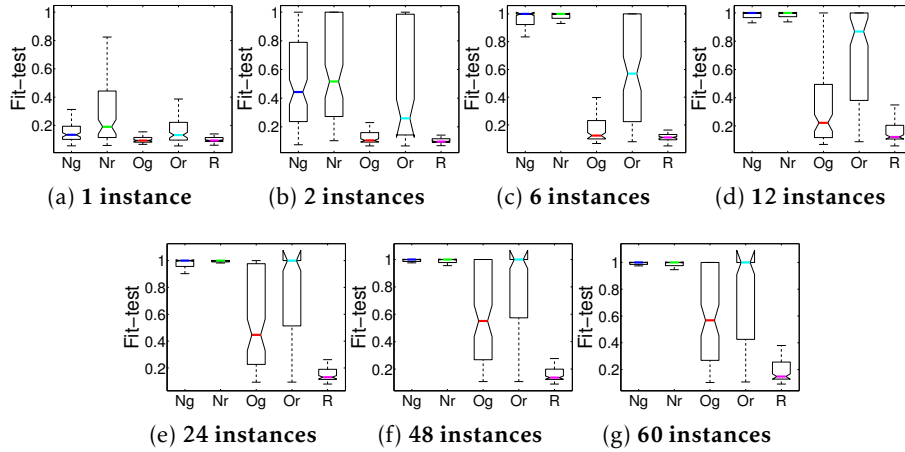 Fit−test
1
0.8
0.6
0.4
0.2
Ng Nr Og Or R
(a) 1 instance
Fit−test
1
0.8
0.6
0.4
0.2
Ng Nr Og Or R
(b) 2 instances
Fit−test
1
0.8
0.6
0.4
0.2
Ng Nr Og Or R
(c) 6 instances
Fit−test
1
0.8
0.6
0.4
0.2
Ng Nr Og Or R
(d) 12 instances
Fit−test
1
0.8
0.6
0.4
0.2
Ng Nr Og Or R
(e) 24 instances
Fit−test
1
0.8
0.6
0.4
0.2
Ng Nr Og Or R
(f) 48 instances
Fit−test
1
0.8
0.6
0.4
0.2
Ng Nr Og Or R
(g) 60 instances